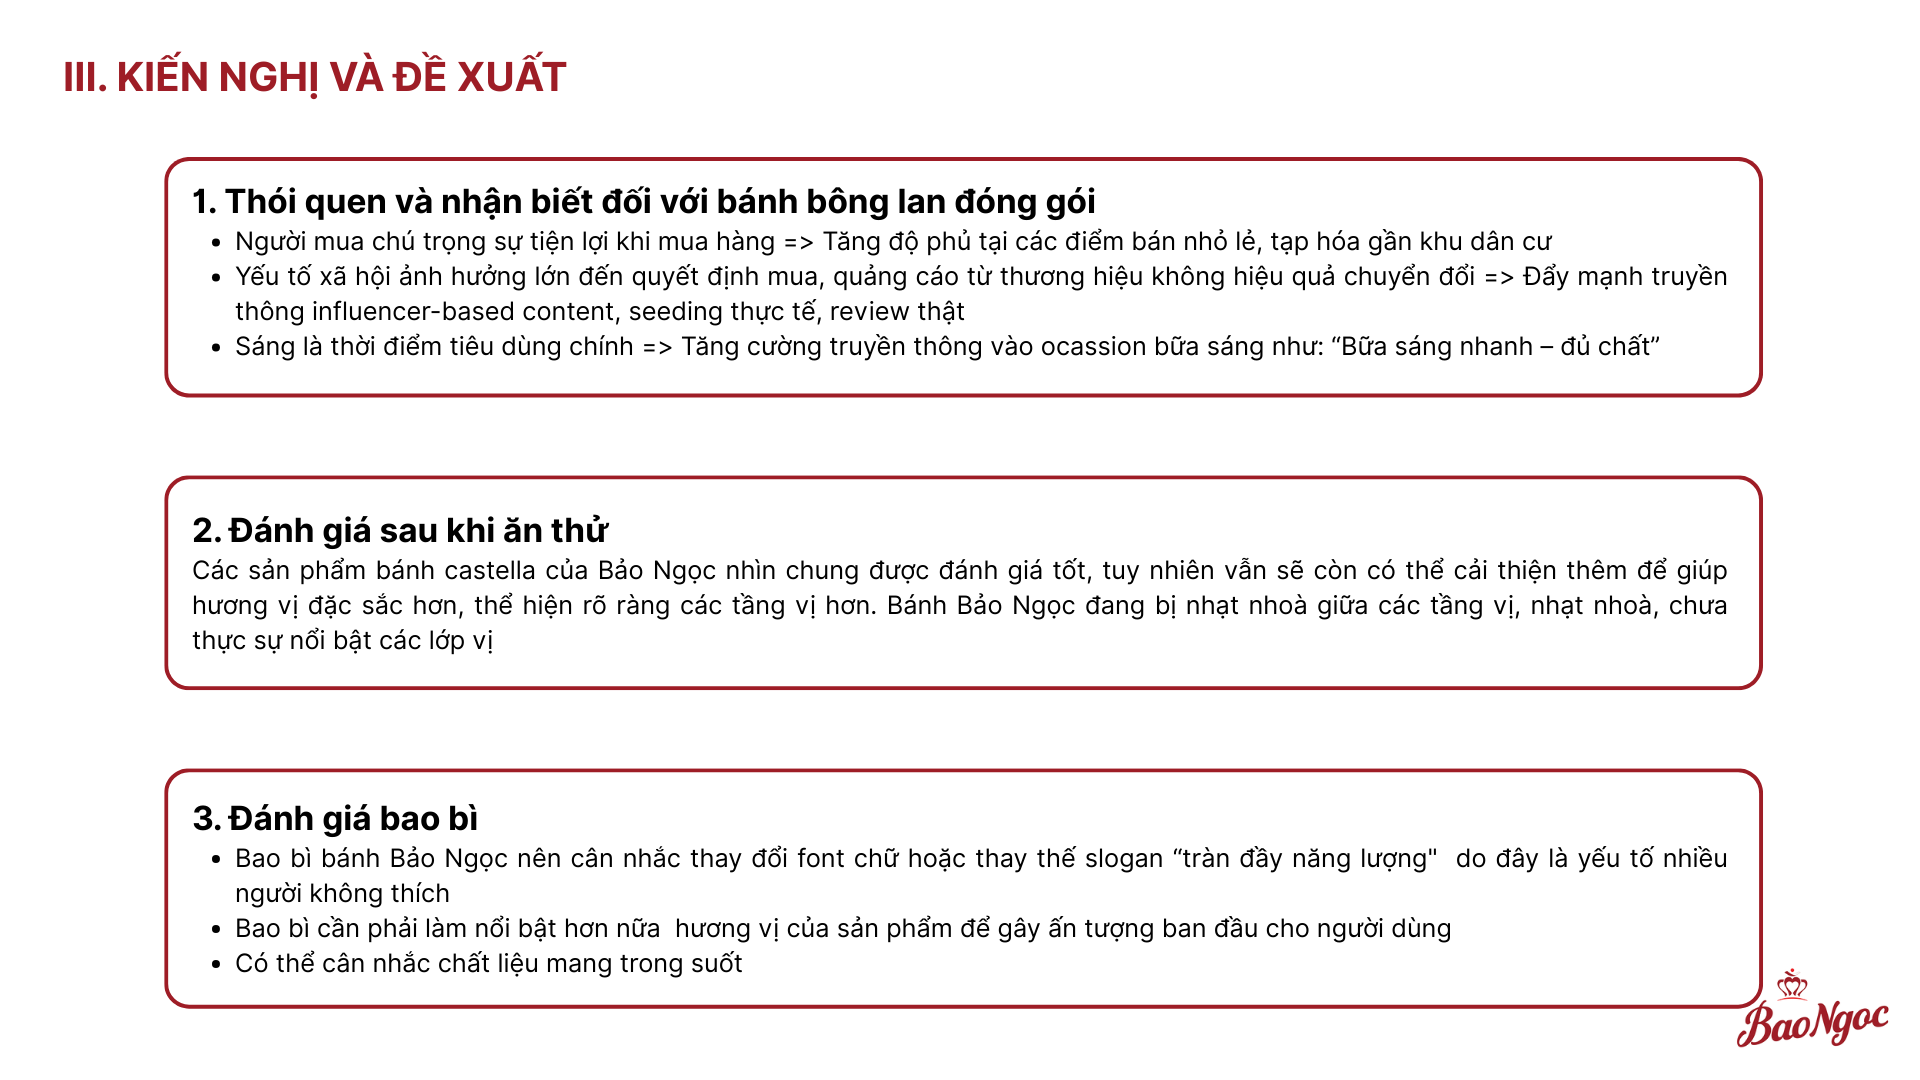 III. KIẾN NGHỊ VÀ ĐỀ XUẤT
1. Thói quen và nhận biết đối với bánh bông lan đóng gói
• Người mua chú trọng sự tiện lợi khi mua hàng => Tăng độ phủ tại các điểm bán nhỏ lẻ, tạp hóa gần khu dân cư
• Yếu tố xã hội ảnh hưởng lớn đến quyết định mua, quảng cáo từ thương hiệu không hiệu quả chuyển đổi => Đẩy mạnh truyền
thông influencer-based content, seeding thực tế, review thật
• Sáng là thời điểm tiêu dùng chính => Tăng cường truyền thông vào ocassion bữa sáng như: “Bữa sáng nhanh – đủ chất”
2. Đánh giá sau khi ăn thử
Các sản phẩm bánh castella của Bảo Ngọc nhìn chung được đánh giá tốt, tuy nhiên vẫn sẽ còn có thể cải thiện thêm để giúp
hương vị đặc sắc hơn, thể hiện rõ ràng các tầng vị hơn. Bánh Bảo Ngọc đang bị nhạt nhoà giữa các tầng vị, nhạt nhoà, chưa
thực sự nổi bật các lớp vị
3. Đánh giá bao bì
• Bao bì bánh Bảo Ngọc nên cân nhắc thay đổi font chữ hoặc thay thế slogan “tràn đầy năng lượng"  do đây là yếu tố nhiều
người không thích
• Bao bì cần phải làm nổi bật hơn nữa  hương vị của sản phẩm để gây ấn tượng ban đầu cho người dùng
• Có thể cân nhắc chất liệu mang trong suốt
BaoNgoc